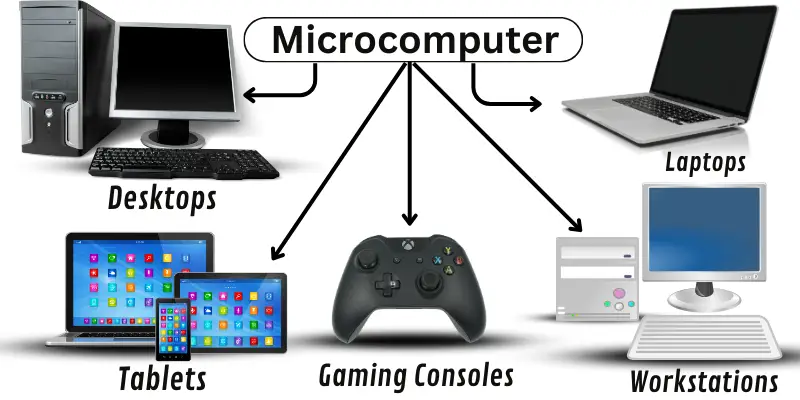 Microcomputer
Desktops
Laptops
Tablets
Gaming Consoles
Workstations